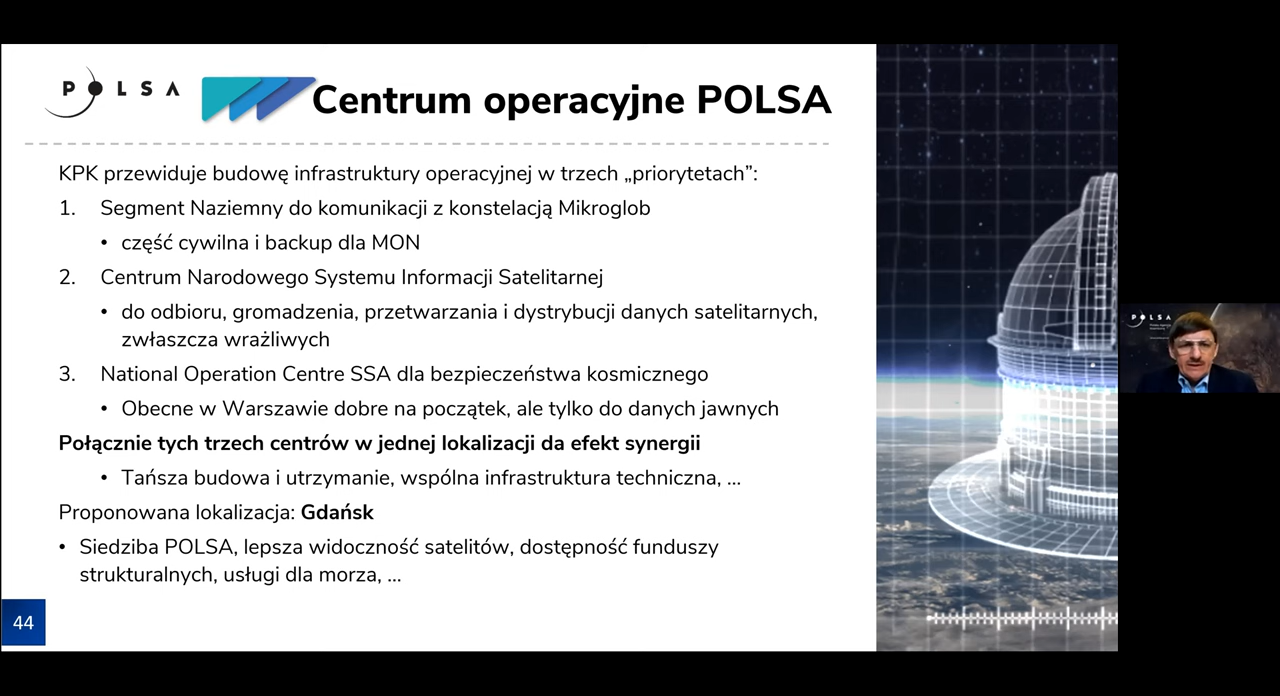 POLSA
Centrum operacyjne POLSA
KPK przewiduje budowę infrastruktury operacyjnej w trzech „priorytetach”:
1. Segment Naziemny do komunikacji z konstelacją Mikroglob
• część cywilna i backup dla MON
2. Centrum Narodowego Systemu Informacji Satelitarnej
• do odbioru, gromadzenia, przetwarzania i dystrybucji danych satelitarnych,
zwłaszcza wrażliwych
3. National Operation Centre SSA dla bezpieczeństwa kosmicznego
• Obecne w Warszawie dobre na początek, ale tylko do danych jawnych
Połącznie tych trzech centrów w jednej lokalizacji da efekt synergii
• Tańsza budowa i utrzymanie, wspólna infrastruktura techniczna, ...
Proponowana lokalizacja: Gdańsk
• Siedziba POLSA, lepsza widoczność satelitów, dostępność funduszy
strukturalnych, usługi dla morza, ...
44
POLSA